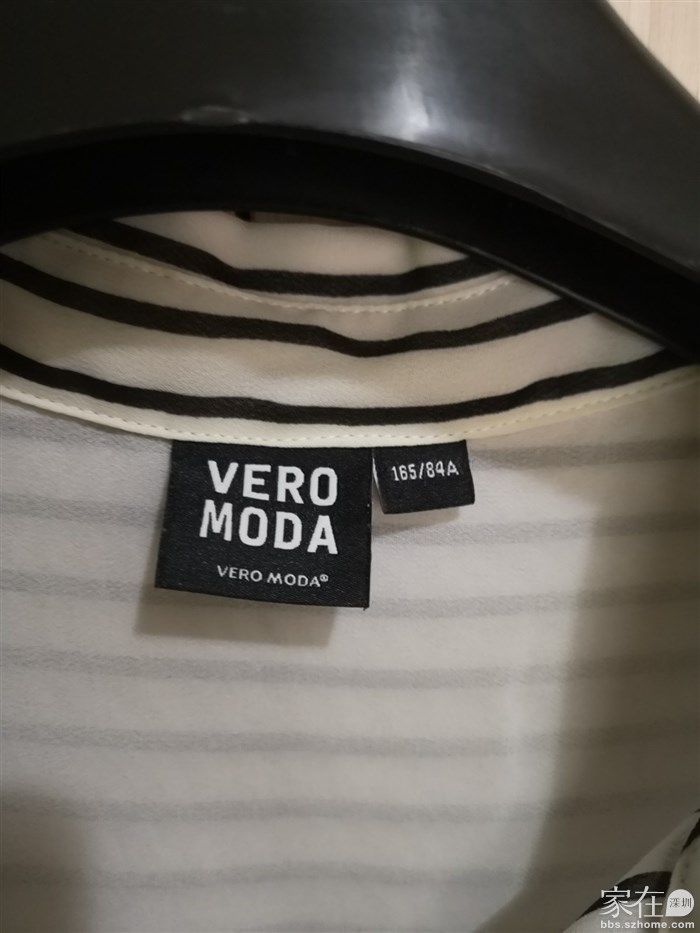 VERO
MODA
VERO MODA®
165/84A
家在深圳
bbs.szhome.com